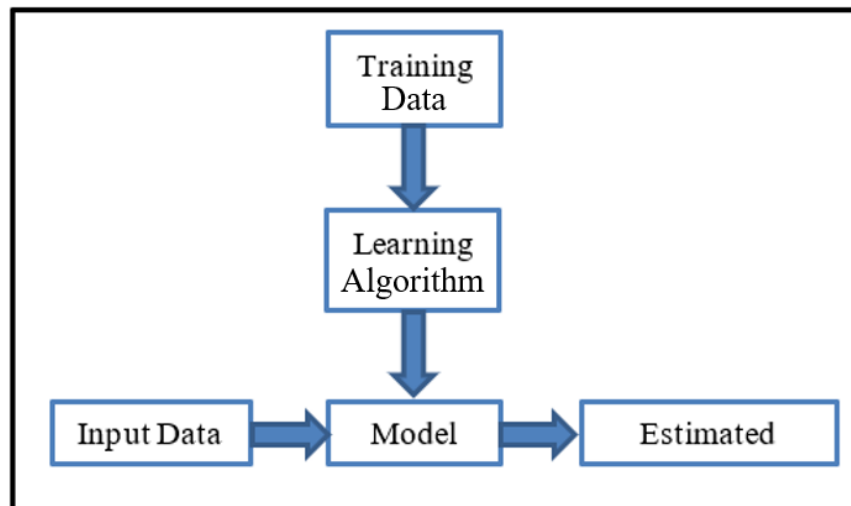 Training
Data
Learning
Algorithm
Input Data
Model
Estimated